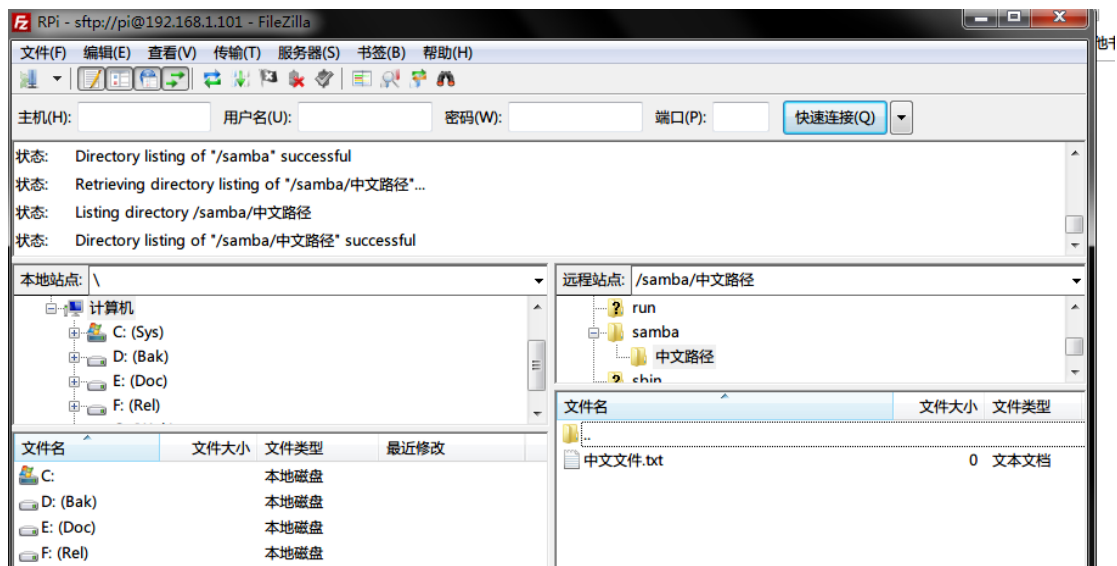 RPi - sftp://pi@192.168.1.101 - FileZilla
文件(F) 编辑(E) 查看(V) 传输(T) 服务器(S) 书签(B) 帮助(H)
主机(H): 用户名(U): 密码(W): 端口(P): 快速连接(Q)
状态: Directory listing of "/samba" successful
状态: Retrieving directory listing of "/samba/中文路径"...
状态: Listing directory /samba/中文路径
状态: Directory listing of "/samba/中文路径" successful
本地站点: \
计算机
C: (Sys)
D: (Bak)
E: (Doc)
F: (Rel)
文件名 文件大小 文件类型 最近修改
C: 本地磁盘
D: (Bak) 本地磁盘
E: (Doc) 本地磁盘
F: (Rel) 本地磁盘
远程站点: /samba/中文路径
run
samba
中文路径
sbin
文件名 文件大小 文件类型
..
中文文件.txt 0 文本文档